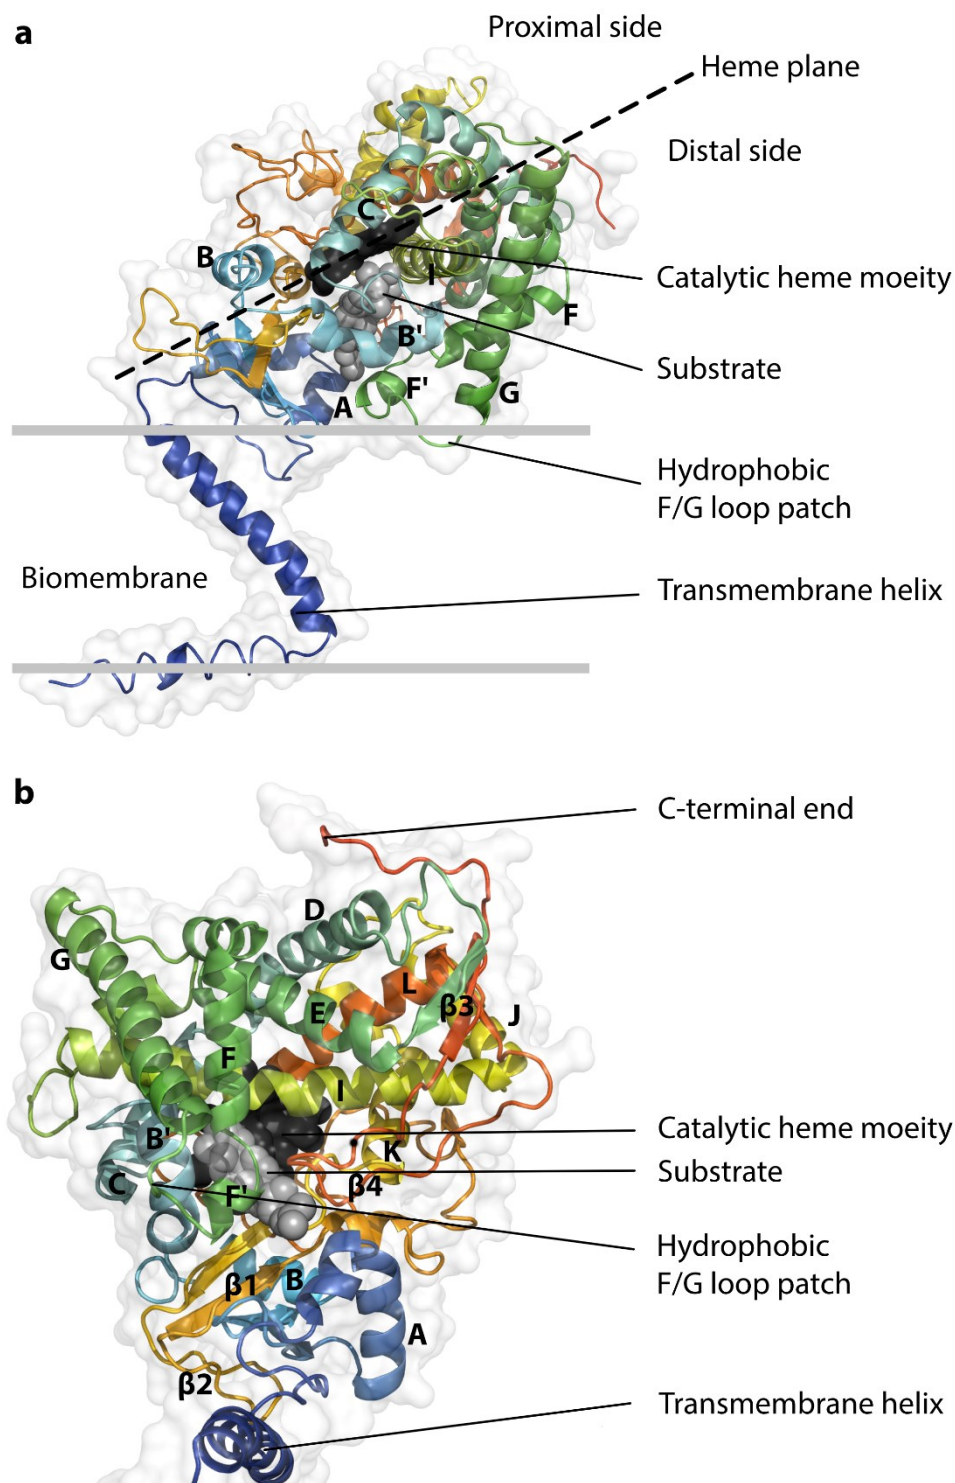 a
Proximal side
Heme plane
Distal side
C
B
I
Catalytic heme moeity
F
B'
Substrate
F'
G
A
Hydrophobic
F/G loop patch
Biomembrane
Transmembrane helix
b
C-terminal end
D
G
L
β3
E
J
F
I
Catalytic heme moeity
B'
K
Substrate
C
β4
F'
Hydrophobic
F/G loop patch
β1
B
A
β2
Transmembrane helix